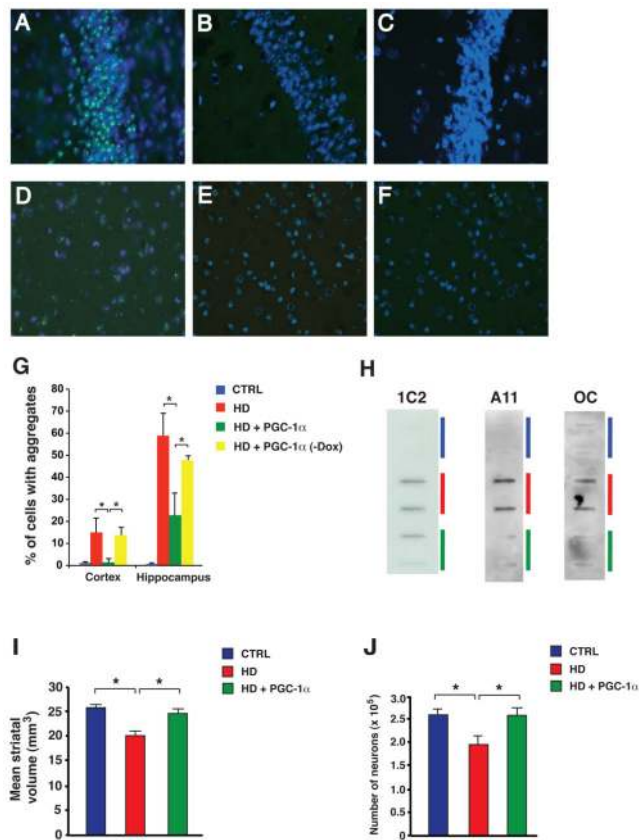 A
B
C
D
E
F
G
% of cells with aggregates
80
70
60
50
40
30
20
10
0
Cortex
Hippocampus
*
*
*
*
CTRL
HD
HD + PGC-1α
HD + PGC-1α (-Dox)
H
1C2
A11
OC
I
Mean striatal
volume (mm³)
30
25
20
15
10
5
0
*
*
CTRL
HD
HD + PGC-1α
J
Number of neurons (x 10⁵)
3.0
2.5
2.0
1.5
1.0
0.5
0
*
*
CTRL
HD
HD + PGC-1α